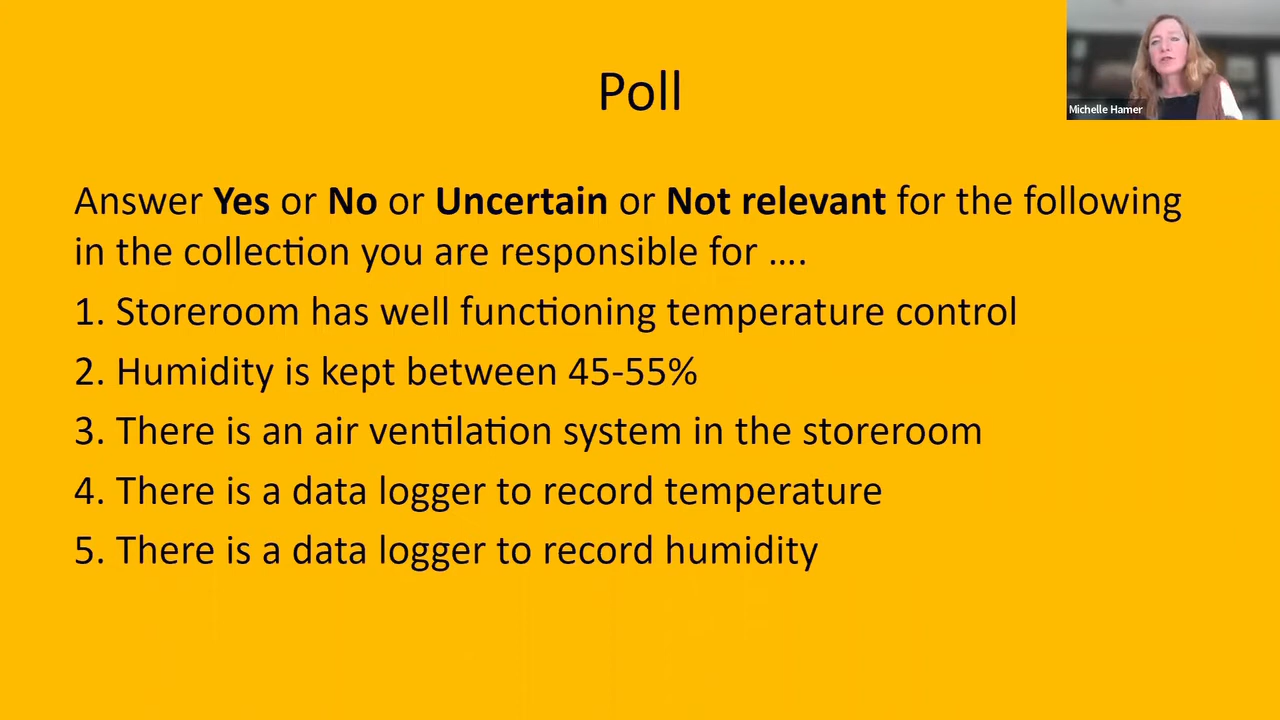 Poll
Michelle Hamer
Answer Yes or No or Uncertain or Not relevant for the following
in the collection you are responsible for ....
1. Storeroom has well functioning temperature control
2. Humidity is kept between 45-55%
3. There is an air ventilation system in the storeroom
4. There is a data logger to record temperature
5. There is a data logger to record humidity